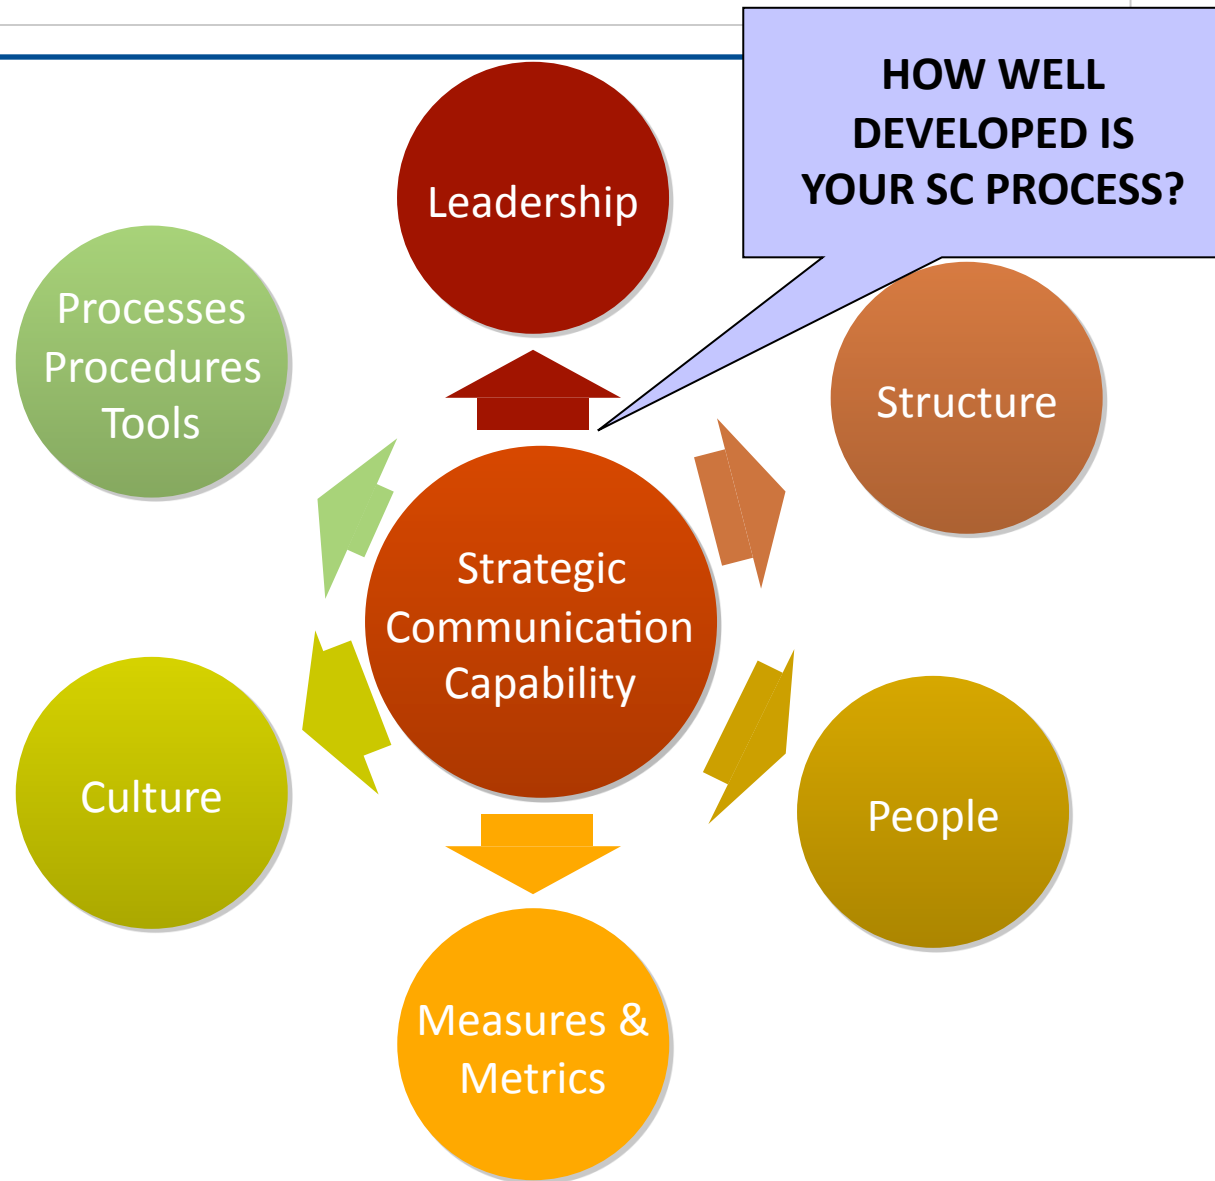 HOW WELL
DEVELOPED IS
YOUR SC PROCESS?
Leadership
Processes
Procedures
Tools
Structure
Strategic
Communication
Capability
Culture
People
Measures &
Metrics